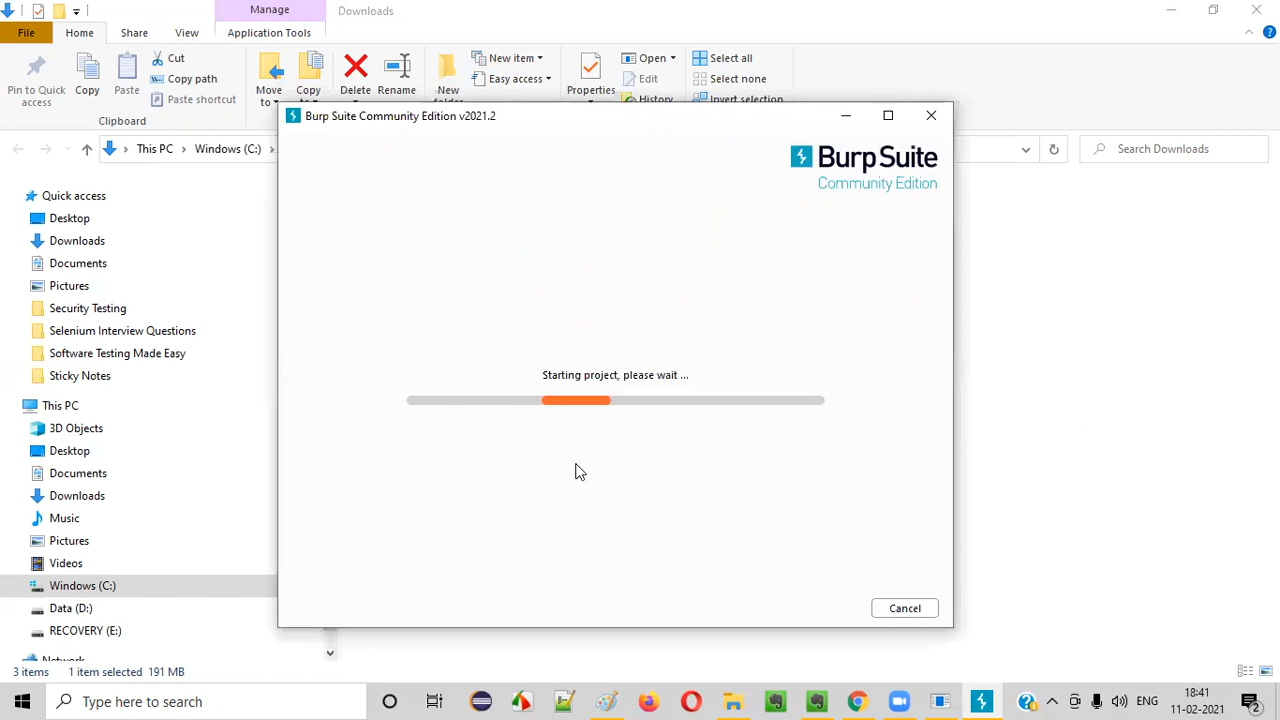 Manage
Downloads
File
Home
Share
View
Application Tools
Pin to Quick access
Copy
Paste
Cut
Copy path
Paste shortcut
Clipboard
Move to
Copy to
Delete
Rename
New
New item
Easy access
Properties
Open
Edit
History
Select all
Select none
Invert selection
This PC
Windows (C:)
Search Downloads
Burp Suite Community Edition v2021.2
Burp Suite
Community Edition
Starting project, please wait ...
Cancel
Quick access
Desktop
Downloads
Documents
Pictures
Security Testing
Selenium Interview Questions
Software Testing Made Easy
Sticky Notes
This PC
3D Objects
Desktop
Documents
Downloads
Music
Pictures
Videos
Windows (C:)
Data (D:)
RECOVERY (E:)
Network
3 items
1 item selected 191 MB
Type here to search
ENG
18:41
11-02-2021
2